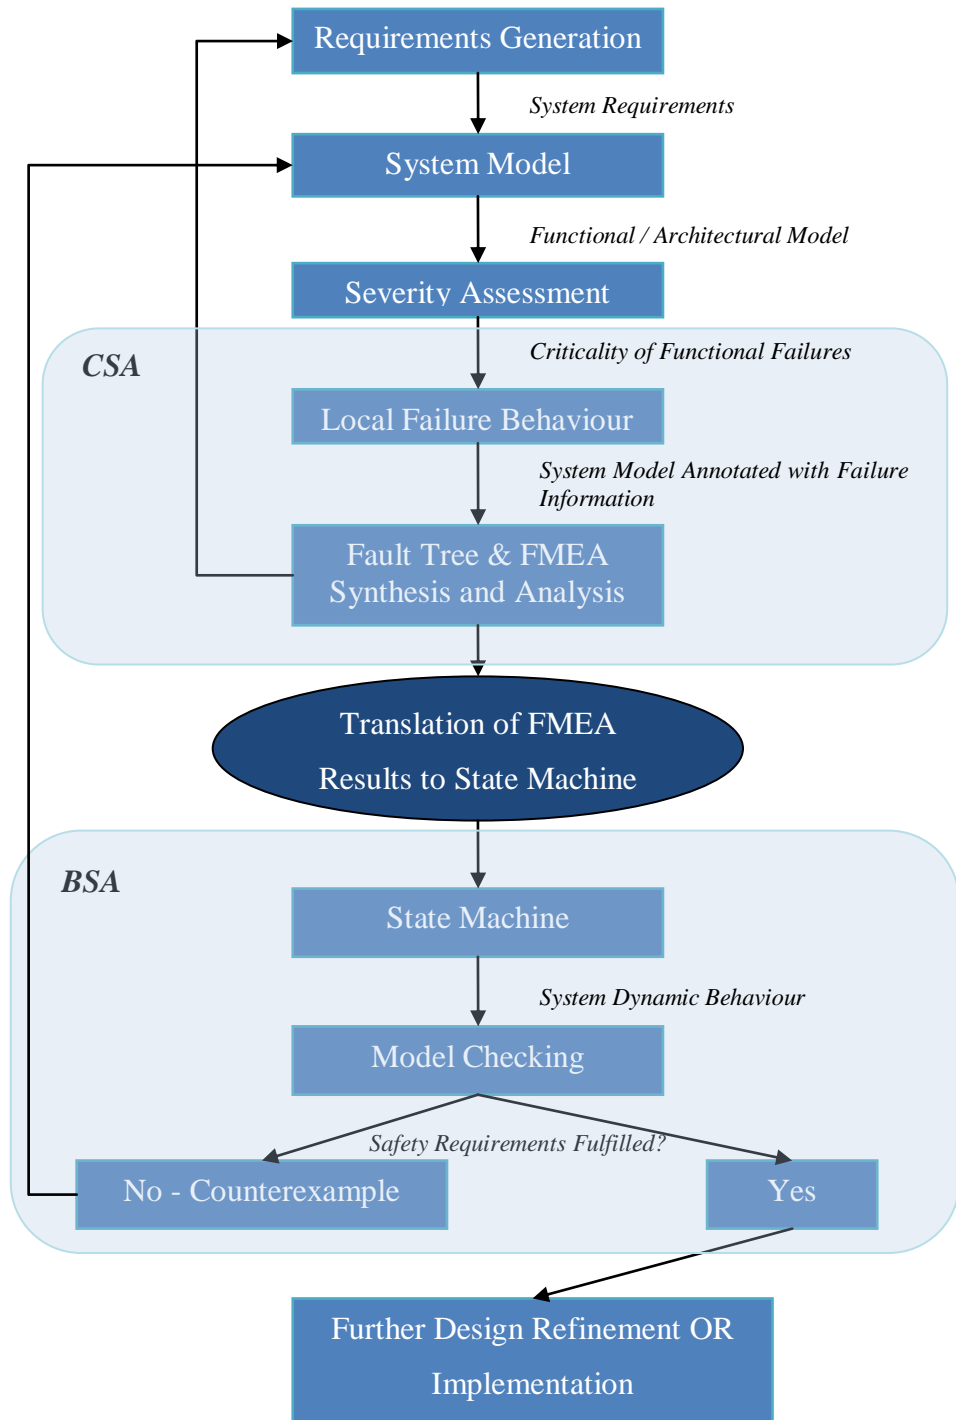 Requirements Generation
System Requirements
System Model
Functional / Architectural Model
Severity Assessment
CSA
Criticality of Functional Failures
Local Failure Behaviour
System Model Annotated with Failure
Information
Fault Tree & FMEA
Synthesis and Analysis
Translation of FMEA
Results to State Machine
BSA
State Machine
System Dynamic Behaviour
Model Checking
Safety Requirements Fulfilled?
No - Counterexample
Yes
Further Design Refinement OR
Implementation